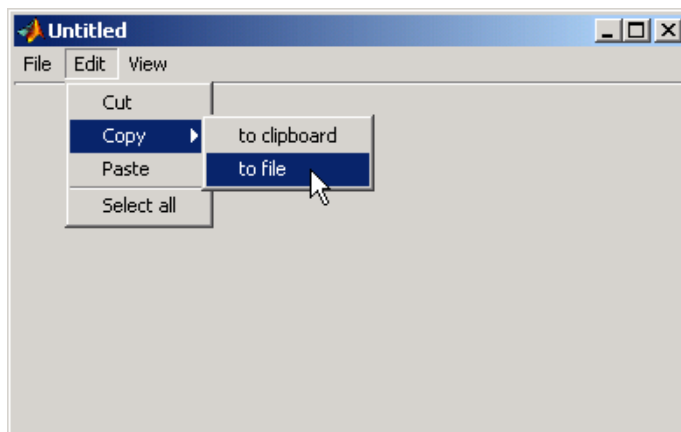 Untitled
File Edit View
Cut
Copy to clipboard
Paste to file
Select all